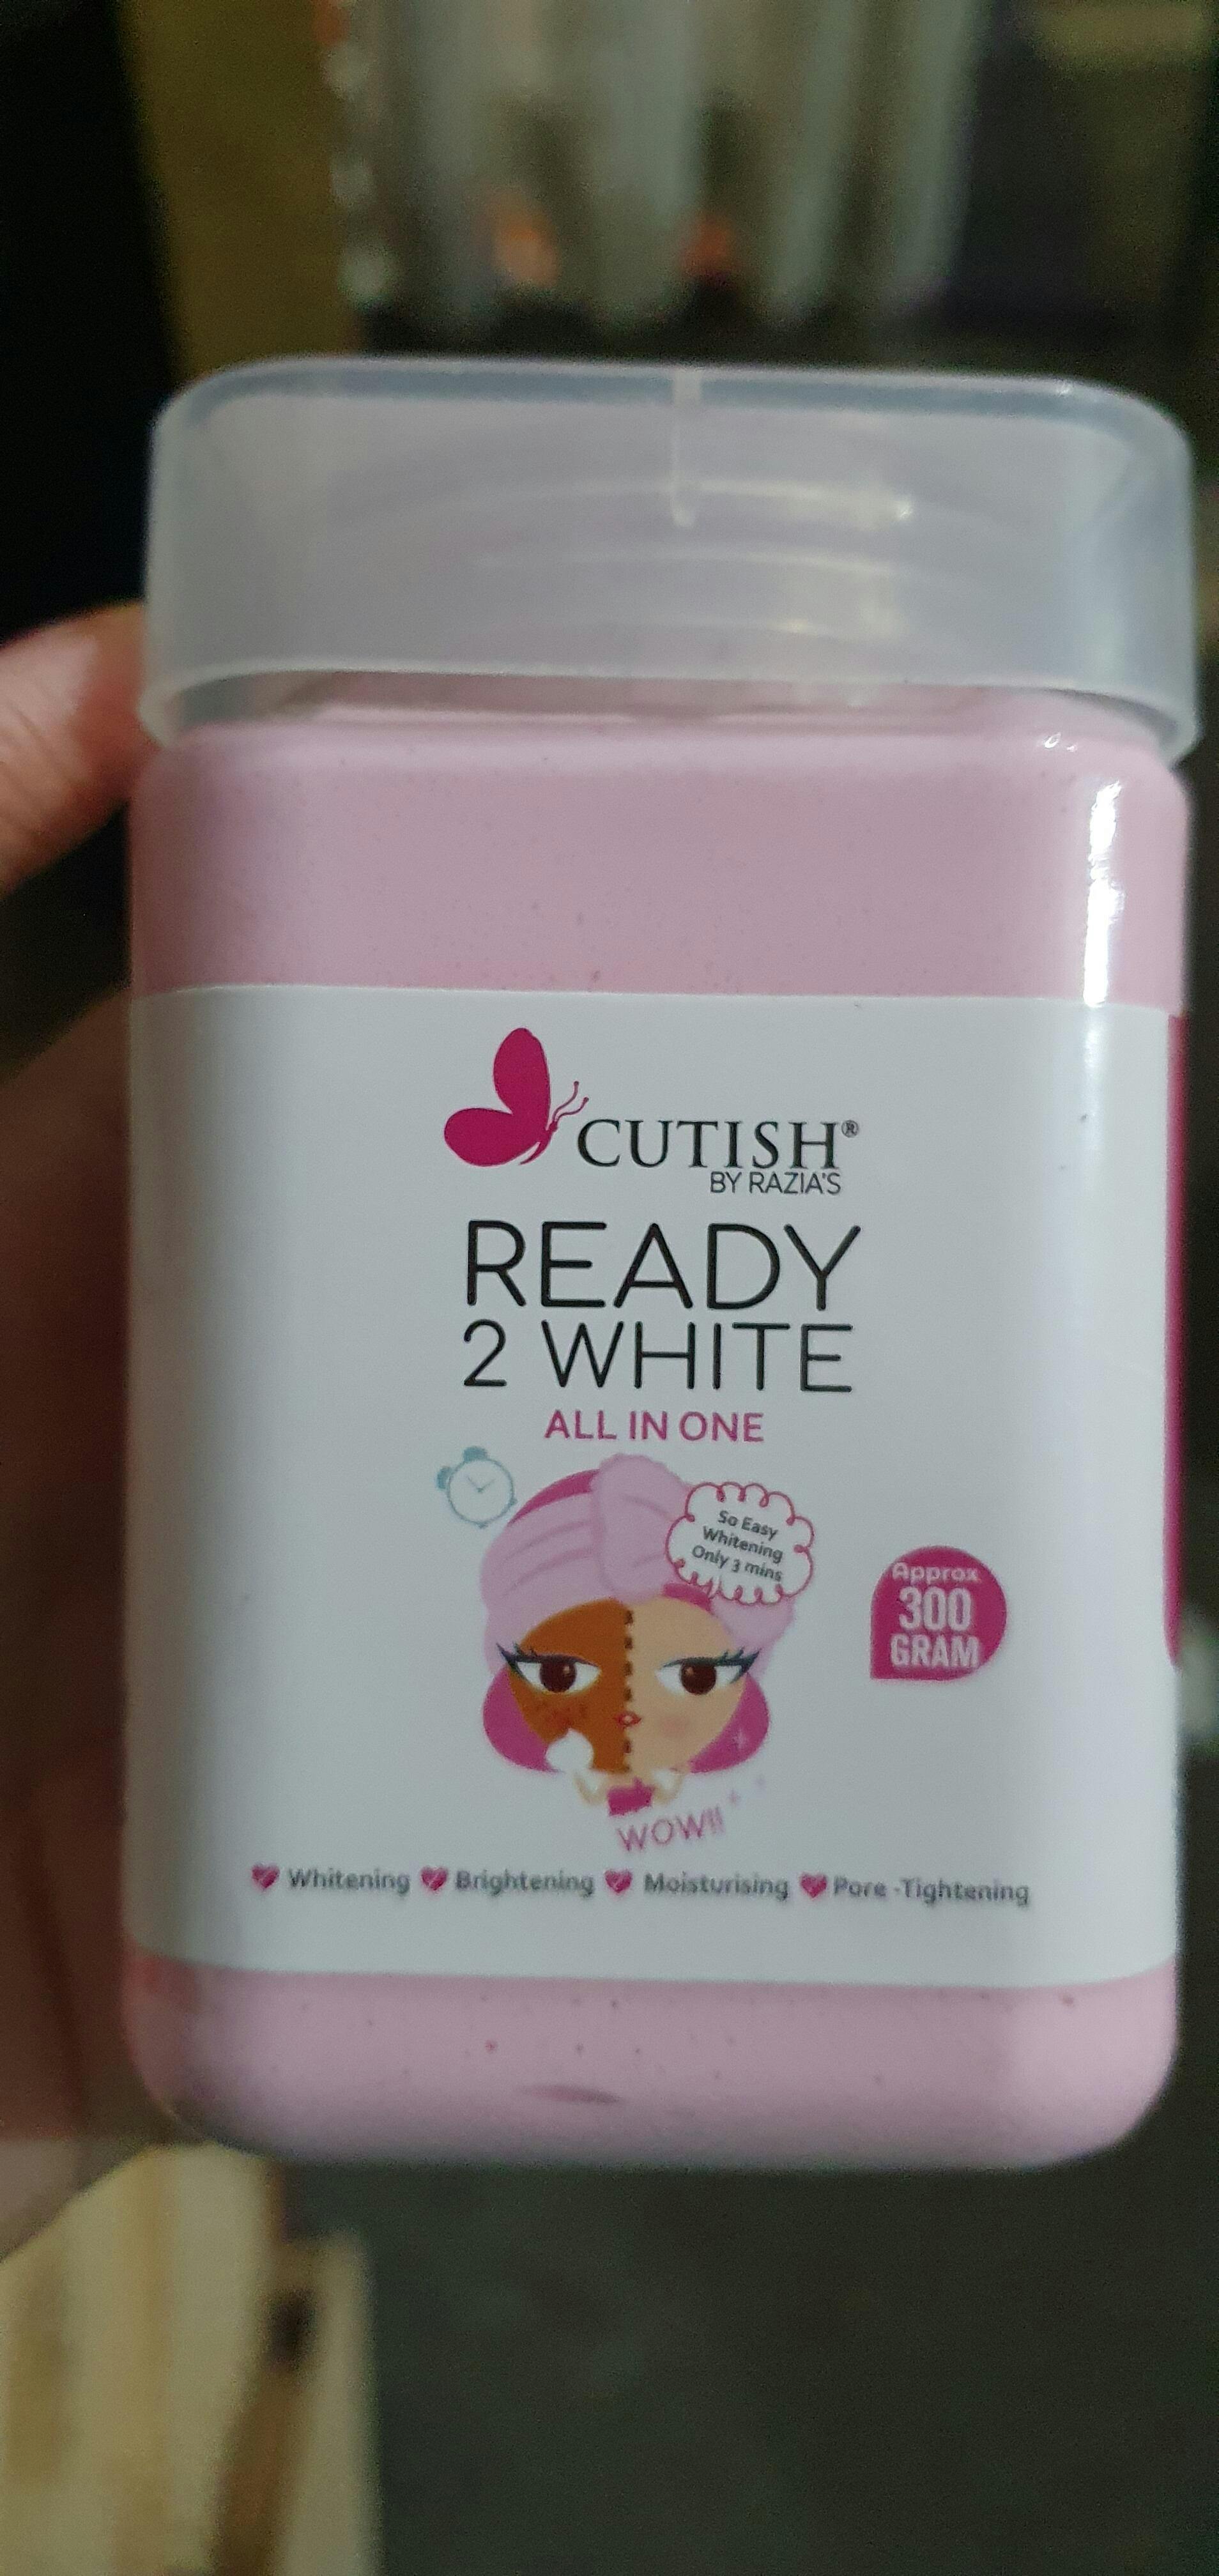 CUTISH®
BY RAZIA'S
READY
2 WHITE
ALL IN ONE
So Easy
Whitening
Only 3 mins
Approx
300
GRAM
WOW!!
Whitening Brightening Moisturising Pore -Tightening